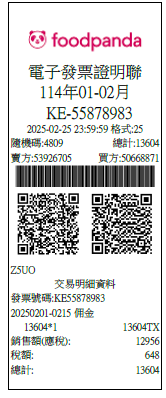 foodpanda
電子發票證明聯
114年01-02月
KE-55878983
2025-02-25 23:59:59 格式:25
隨機碼:4809 總計:13604
賣方:53926705 買方:50668871
Z5UO
交易明細資料
發票號碼:KE55878983
20250201-0215 佣金
13604*1 13604TX
銷售額(應稅): 12956
稅額: 648
總計: 13604